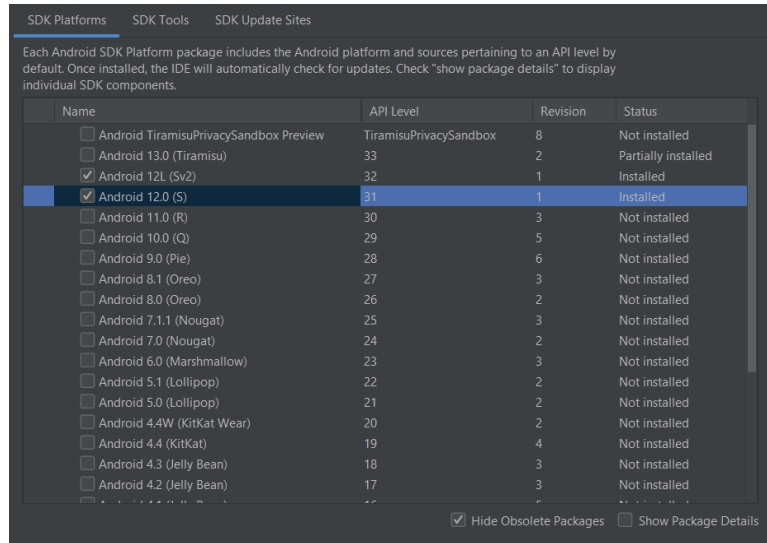 SDK Platforms SDK Tools SDK Update Sites
Each Android SDK Platform package includes the Android platform and sources pertaining to an API level by
default. Once installed, the IDE will automatically check for updates. Check "show package details" to display
individual SDK components.
Name API Level Revision Status
Android TiramisuPrivacySandbox Preview TiramisuPrivacySandbox 8 Not installed
Android 13.0 (Tiramisu) 33 2 Partially installed
Android 12L (Sv2) 32 1 Installed
Android 12.0 (S) 31 1 Installed
Android 11.0 (R) 30 3 Not installed
Android 10.0 (Q) 29 5 Not installed
Android 9.0 (Pie) 28 6 Not installed
Android 8.1 (Oreo) 27 3 Not installed
Android 8.0 (Oreo) 26 2 Not installed
Android 7.1.1 (Nougat) 25 3 Not installed
Android 7.0 (Nougat) 24 2 Not installed
Android 6.0 (Marshmallow) 23 3 Not installed
Android 5.1 (Lollipop) 22 2 Not installed
Android 5.0 (Lollipop) 21 2 Not installed
Android 4.4W (KitKat Wear) 20 2 Not installed
Android 4.4 (KitKat) 19 4 Not installed
Android 4.3 (Jelly Bean) 18 3 Not installed
Android 4.2 (Jelly Bean) 17 3 Not installed
Hide Obsolete Packages Show Package Details